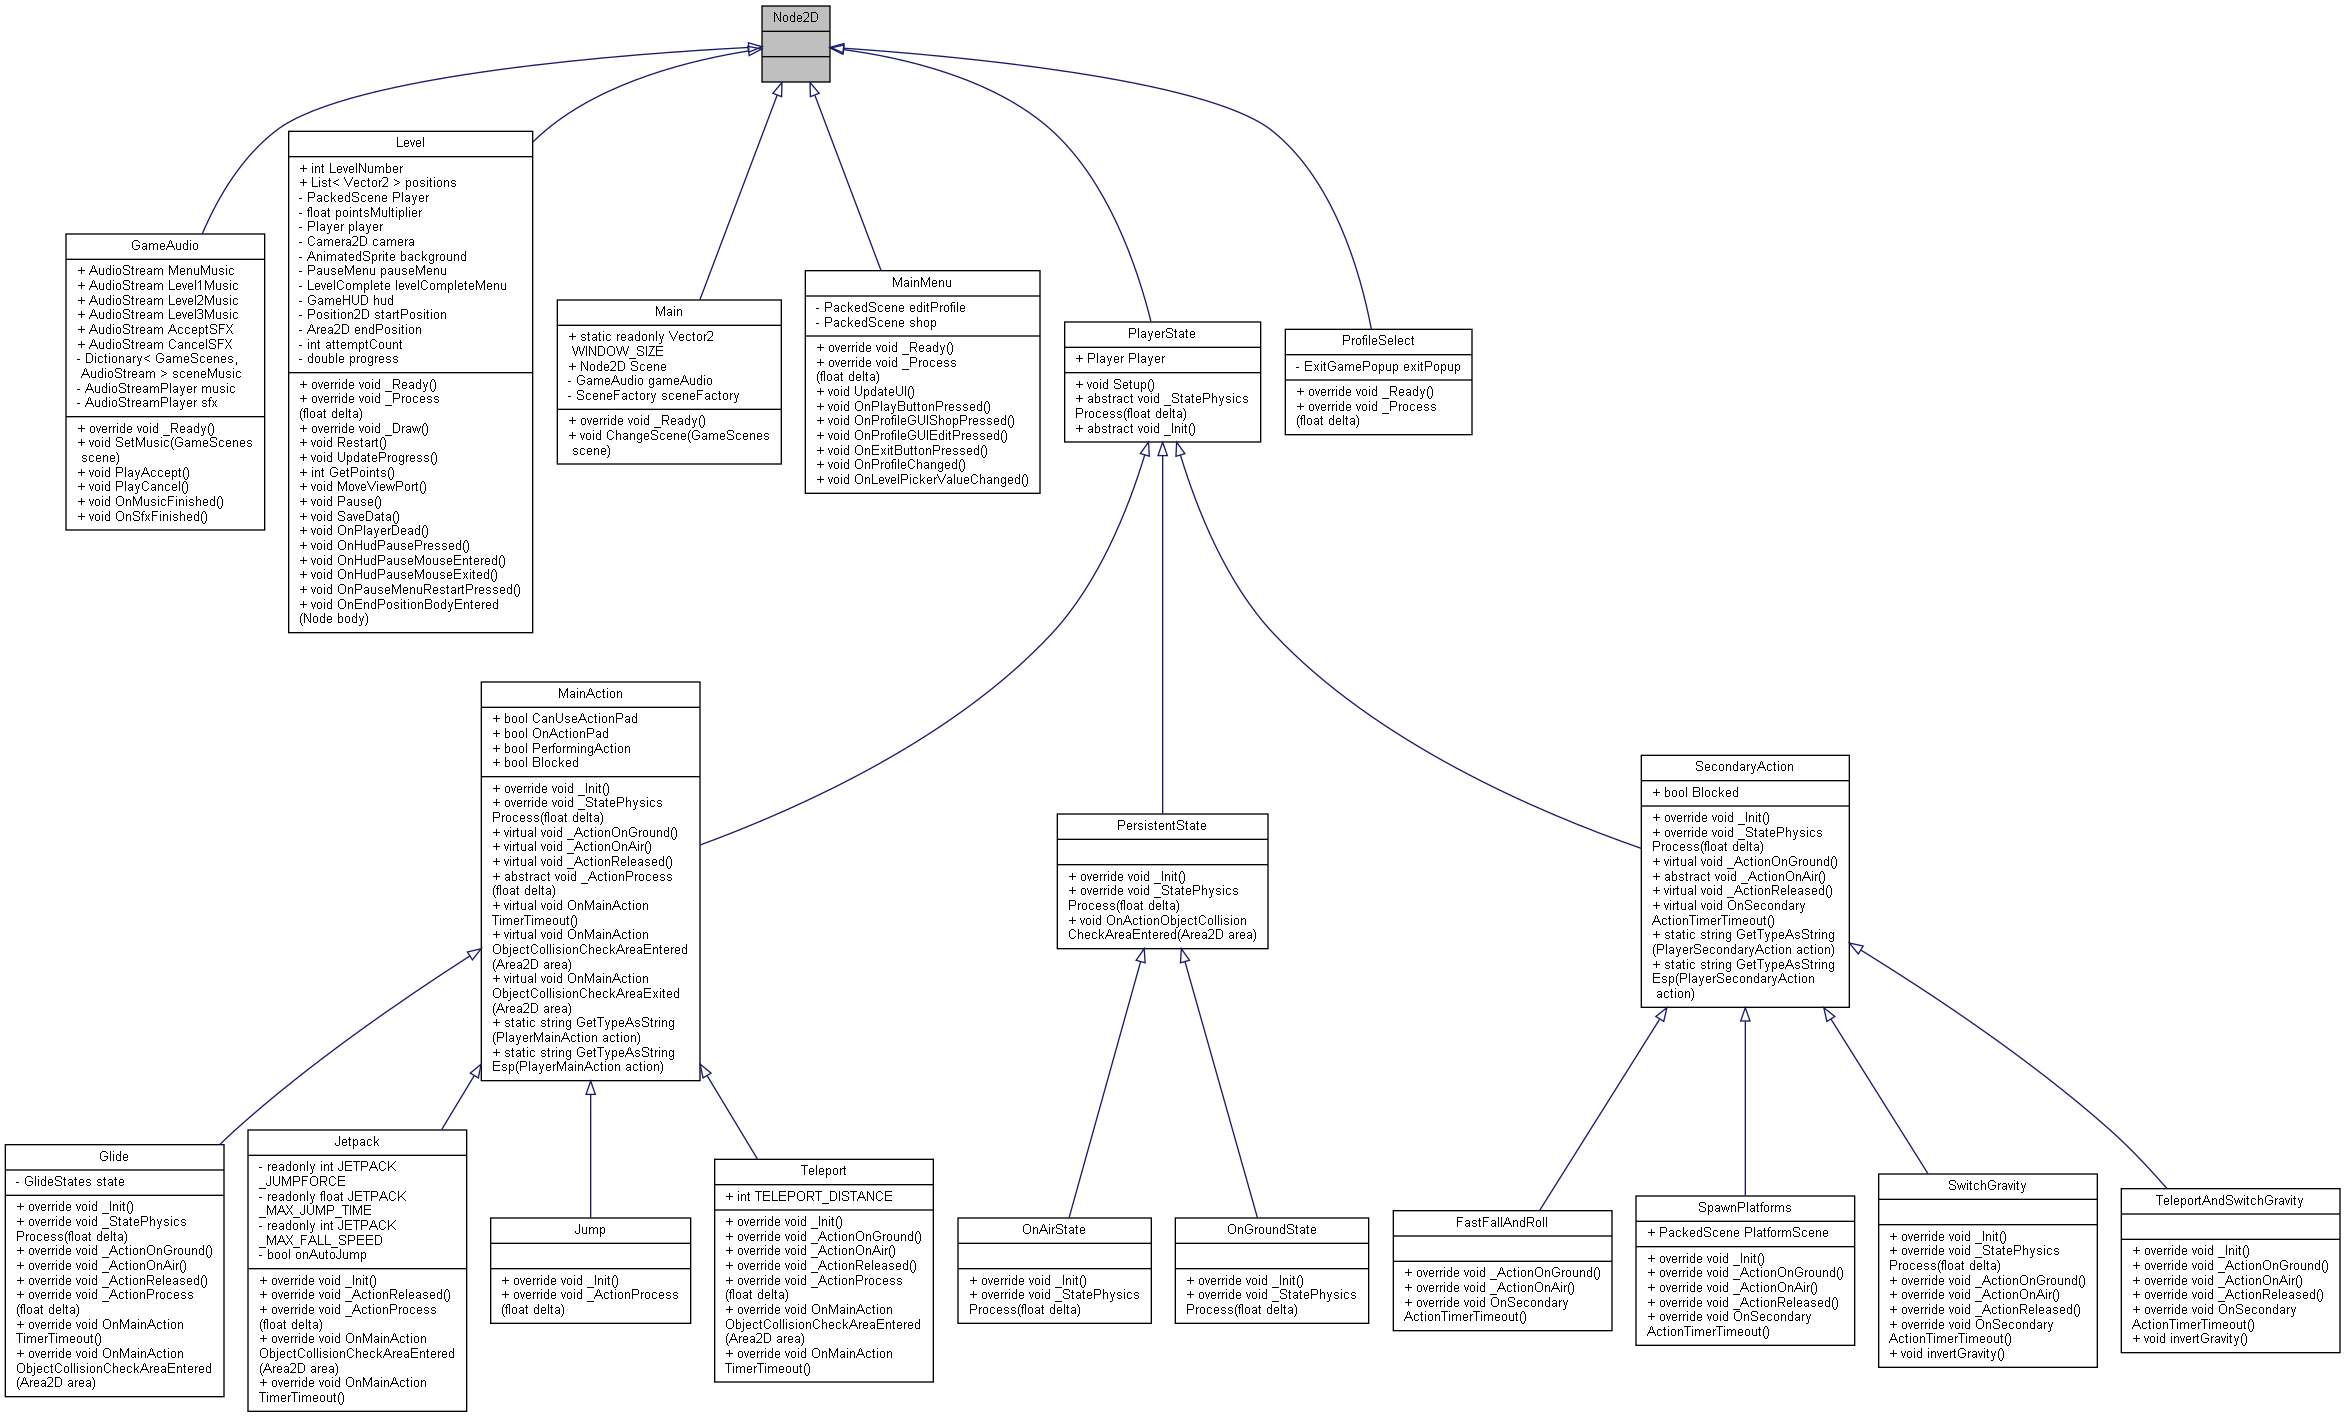 Node2D
GameAudio
+ AudioStream MenuMusic
+ AudioStream Level1Music
+ AudioStream Level2Music
+ AudioStream Level3Music
+ AudioStream AcceptSFX
+ AudioStream CancelSFX
- Dictionary< GameScenes,
AudioStream > sceneMusic
- AudioStreamPlayer music
- AudioStreamPlayer sfx
+ override void _Ready()
+ void SetMusic(GameScenes
scene)
+ void PlayAccept()
+ void PlayCancel()
+ void OnMusicFinished()
+ void OnSfxFinished()
Level
+ int LevelNumber
+ List< Vector2 > positions
- PackedScene Player
- float pointsMultiplier
- Player player
- Camera2D camera
- AnimatedSprite background
- PauseMenu pauseMenu
- LevelComplete levelCompleteMenu
- GameHUD hud
- Position2D startPosition
- Area2D endPosition
- int attemptCount
- double progress
+ override void _Ready()
+ override void _Process
(float delta)
+ override void _Draw()
+ void Restart()
+ void UpdateProgress()
+ int GetPoints()
+ void MoveViewPort()
+ void Pause()
+ void SaveData()
+ void OnPlayerDead()
+ void OnHudPausePressed()
+ void OnHudPauseMouseEntered()
+ void OnHudPauseMouseExited()
+ void OnPauseMenuRestartPressed()
+ void OnEndPositionBodyEntered
(Node body)
Main
+ static readonly Vector2
WINDOW_SIZE
+ Node2D Scene
- GameAudio gameAudio
- SceneFactory sceneFactory
+ override void _Ready()
+ void ChangeScene(GameScenes
scene)
MainMenu
- PackedScene editProfile
- PackedScene shop
+ override void _Ready()
+ override void _Process
(float delta)
+ void UpdateUI()
+ void OnPlayButtonPressed()
+ void OnProfileGUIShopPressed()
+ void OnProfileGUIEditPressed()
+ void OnExitButtonPressed()
+ void OnProfileChanged()
+ void OnLevelPickerValueChanged()
PlayerState
+ Player Player
+ void Setup()
+ abstract void _StatePhysics
Process(float delta)
+ abstract void _Init()
ProfileSelect
- ExitGamePopup exitPopup
+ override void _Ready()
+ override void _Process
(float delta)
MainAction
+ bool CanUseActionPad
+ bool OnActionPad
+ bool PerformingAction
+ bool Blocked
+ override void _Init()
+ override void _StatePhysics
Process(float delta)
+ virtual void _ActionOnGround()
+ virtual void _ActionOnAir()
+ virtual void _ActionReleased()
+ abstract void _ActionProcess
(float delta)
+ virtual void OnMainAction
TimerTimeout()
+ virtual void OnMainAction
ObjectCollisionCheckAreaEntered
(Area2D area)
+ virtual void OnMainAction
ObjectCollisionCheckAreaExited
(Area2D area)
+ static string GetTypeAsString
(PlayerMainAction action)
+ static string GetTypeAsString
Esp(PlayerMainAction action)
PersistentState
+ override void _Init()
+ override void _StatePhysics
Process(float delta)
+ void OnActionObjectCollision
CheckAreaEntered(Area2D area)
SecondaryAction
+ bool Blocked
+ override void _Init()
+ override void _StatePhysics
Process(float delta)
+ virtual void _ActionOnGround()
+ abstract void _ActionOnAir()
+ virtual void _ActionReleased()
+ virtual void OnSecondary
ActionTimerTimeout()
+ static string GetTypeAsString
(PlayerSecondaryAction action)
+ static string GetTypeAsString
Esp(PlayerSecondaryAction
action)
Glide
- GlideStates state
+ override void _Init()
+ override void _StatePhysics
Process(float delta)
+ override void _ActionOnGround()
+ override void _ActionOnAir()
+ override void _ActionReleased()
+ override void _ActionProcess
(float delta)
+ override void OnMainAction
TimerTimeout()
+ override void OnMainAction
ObjectCollisionCheckAreaEntered
(Area2D area)
Jetpack
- readonly int JETPACK
_JUMPFORCE
- readonly float JETPACK
_MAX_JUMP_TIME
- readonly int JETPACK
_MAX_FALL_SPEED
- bool onAutoJump
+ override void _Init()
+ override void _ActionReleased()
+ override void _ActionProcess
(float delta)
+ override void OnMainAction
ObjectCollisionCheckAreaEntered
(Area2D area)
+ override void OnMainAction
TimerTimeout()
Jump
+ override void _Init()
+ override void _ActionProcess
(float delta)
Teleport
+ int TELEPORT_DISTANCE
+ override void _Init()
+ override void _ActionOnGround()
+ override void _ActionOnAir()
+ override void _ActionReleased()
+ override void _ActionProcess
(float delta)
+ override void OnMainAction
ObjectCollisionCheckAreaEntered
(Area2D area)
+ override void OnMainAction
TimerTimeout()
OnAirState
+ override void _Init()
+ override void _StatePhysics
Process(float delta)
OnGroundState
+ override void _Init()
+ override void _StatePhysics
Process(float delta)
FastFallAndRoll
+ override void _ActionOnGround()
+ override void _ActionOnAir()
+ override void OnSecondary
ActionTimerTimeout()
SpawnPlatforms
+ PackedScene PlatformScene
+ override void _Init()
+ override void _ActionOnGround()
+ override void _ActionOnAir()
+ override void _ActionReleased()
+ override void OnSecondary
ActionTimerTimeout()
SwitchGravity
+ override void _Init()
+ override void _StatePhysics
Process(float delta)
+ override void _ActionOnGround()
+ override void _ActionOnAir()
+ override void _ActionReleased()
+ override void OnSecondary
ActionTimerTimeout()
+ void invertGravity()
TeleportAndSwitchGravity
+ override void _Init()
+ override void _ActionOnGround()
+ override void _ActionOnAir()
+ override void _ActionReleased()
+ override void OnSecondary
ActionTimerTimeout()
+ void invertGravity()